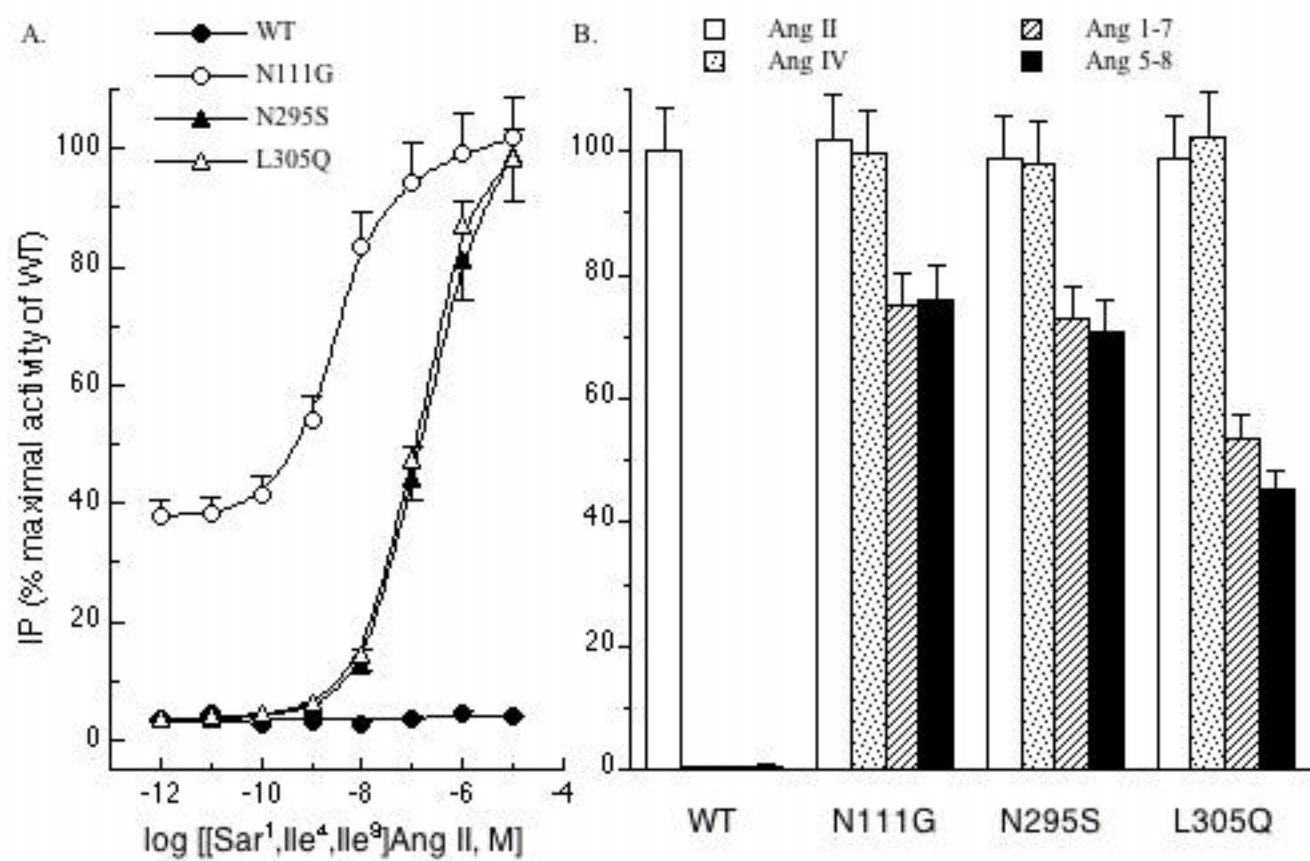 A.
WT
N111G
N295S
L305Q
IP (% maximal activity of WT)
100
80
60
40
20
0
-12 -10 -8 -6 -4
log [[Sar¹,Ile⁴,Ile⁹]Ang II, M]
B.
Ang II Ang 1-7
Ang IV Ang 5-8
100
80
60
40
20
0
WT N111G N295S L305Q